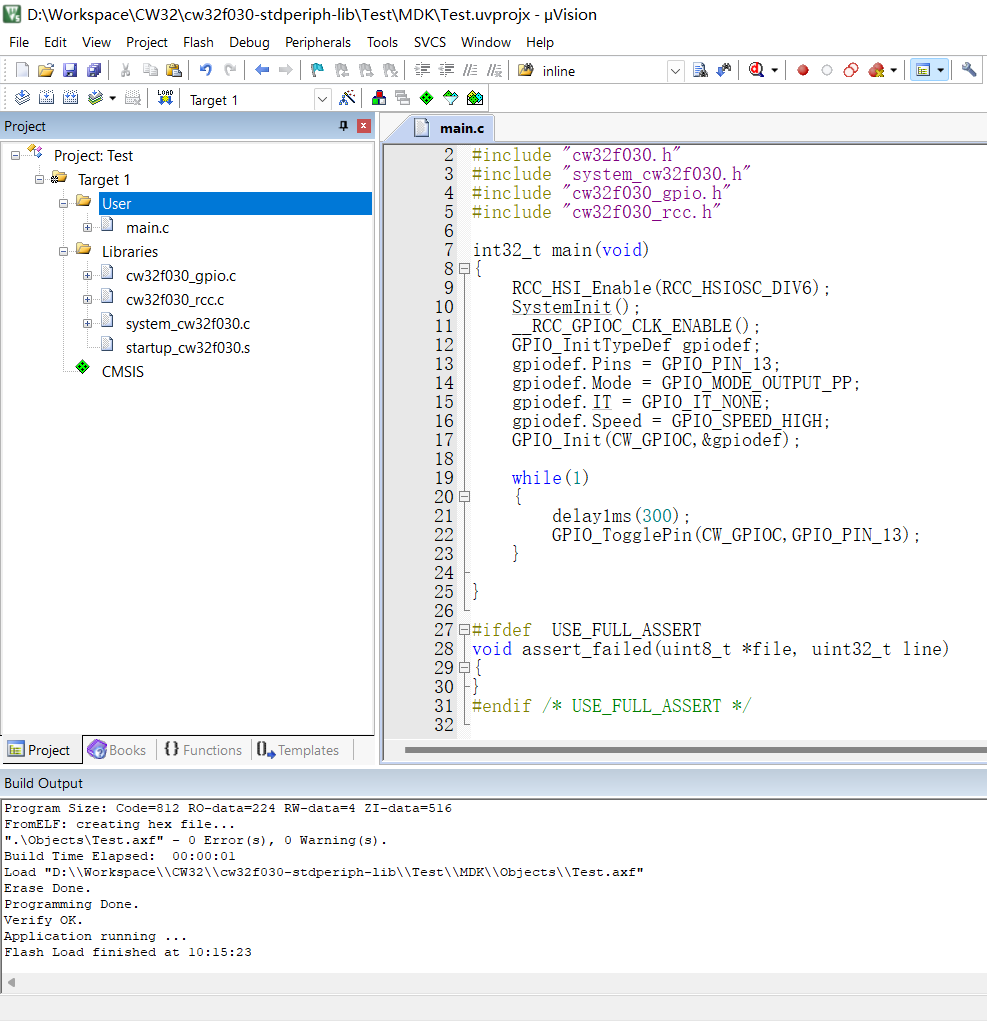 D:\Workspace\CW32\cw32f030-stdperiph-lib\Test\MDK\Test.uvprojx - µVision
File Edit View Project Flash Debug Peripherals Tools SVCS Window Help
inline
LOAD Target 1
Project
main.c
Project: Test
Target 1
User
main.c
Libraries
cw32f030_gpio.c
cw32f030_rcc.c
system_cw32f030.c
startup_cw32f030.s
CMSIS
2 #include "cw32f030.h"
3 #include "system_cw32f030.h"
4 #include "cw32f030_gpio.h"
5 #include "cw32f030_rcc.h"
6
7 int32_t main(void)
8 {
9 RCC_HSI_Enable(RCC_HSIOSC_DIV6);
10 SystemInit();
11 __RCC_GPIOC_CLK_ENABLE();
12 GPIO_InitTypeDef gpiodef;
13 gpiodef.Pins = GPIO_PIN_13;
14 gpiodef.Mode = GPIO_MODE_OUTPUT_PP;
15 gpiodef.IT = GPIO_IT_NONE;
16 gpiodef.Speed = GPIO_SPEED_HIGH;
17 GPIO_Init(CW_GPIOC,&gpiodef);
18
19 while(1)
20 {
21 delay1ms(300);
22 GPIO_TogglePin(CW_GPIOC,GPIO_PIN_13);
23 }
24
25 }
26
27 #ifdef USE_FULL_ASSERT
28 void assert_failed(uint8_t *file, uint32_t line)
29 {
30 }
31 #endif /* USE_FULL_ASSERT */
32
Project Books {} Functions 0 Templates
Build Output
Program Size: Code=812 RO-data=224 RW-data=4 ZI-data=516
FromELF: creating hex file...
".\Objects\Test.axf" - 0 Error(s), 0 Warning(s).
Build Time Elapsed: 00:00:01
Load "D:\\Workspace\\CW32\\cw32f030-stdperiph-lib\\Test\\MDK\\Objects\\Test.axf"
Erase Done.
Programming Done.
Verify OK.
Application running ...
Flash Load finished at 10:15:23